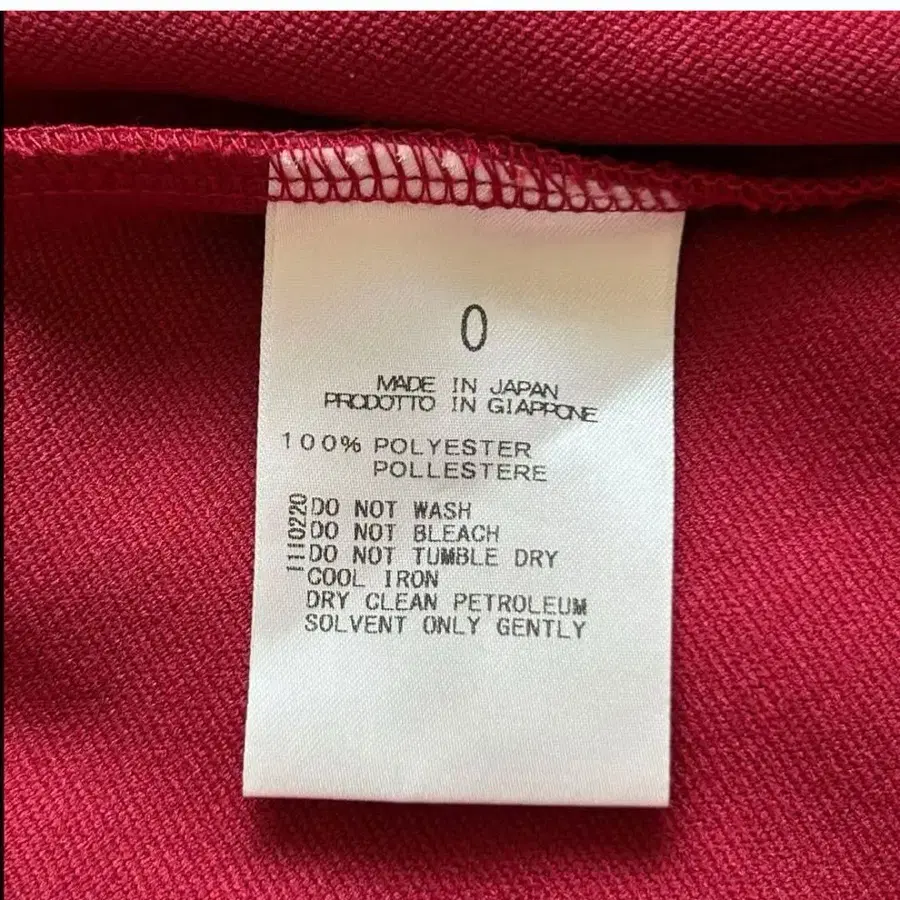 0
MADE IN JAPAN
PRODOTTO IN GIAPPONE
100% POLYESTER
POLLESTERE
DO NOT WASH
DO NOT BLEACH
DO NOT TUMBLE DRY
COOL IRON
DRY CLEAN PETROLEUM
SOLVENT ONLY GENTLY